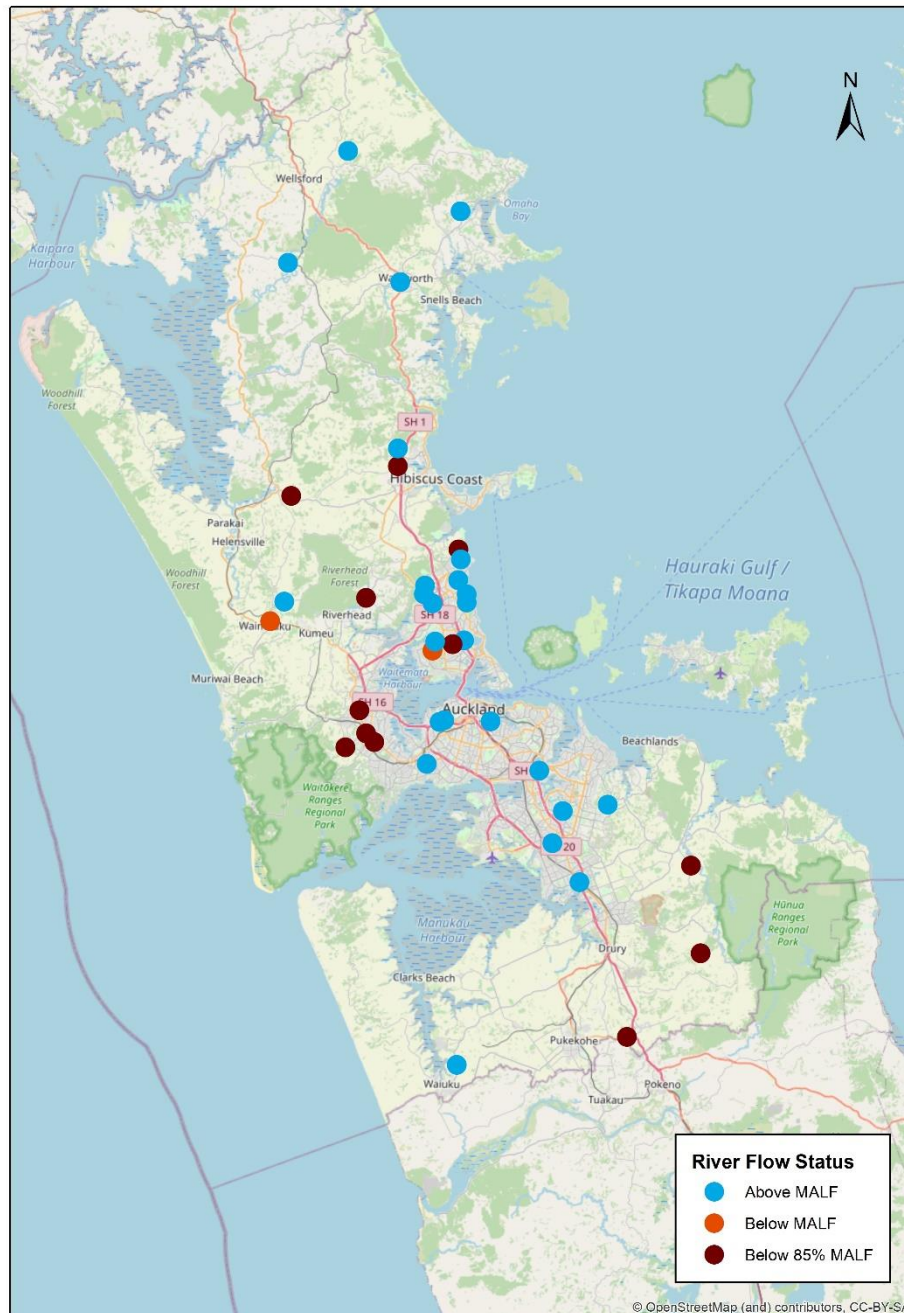 N
Wellsford
Omaha
Bay
Kaipara
Harbour
Snells Beach
Woodhill
Forest
SH 1
Hibiscus Coast
Parakai
Helensville
Hauraki Gulf /
Tikapa Moana
Woodhill
Forest
Riverhead
Forest
Riverhead
SH 18
Kumeu
Muriwai Beach
Waitematā
Harbour
SH 16
Auckland
Beachlands
SH
Waitākere
Ranges
Regional
Park
20
Hūnua
Ranges
Regional
Park
Manukau
Harbour
Drury
Clarks Beach
Pukekohe
Waiuku
Pokeno
Tuakau
River Flow Status
Above MALF
Below MALF
Below 85% MALF
© OpenStreetMap (and) contributors, CC-BY-SA